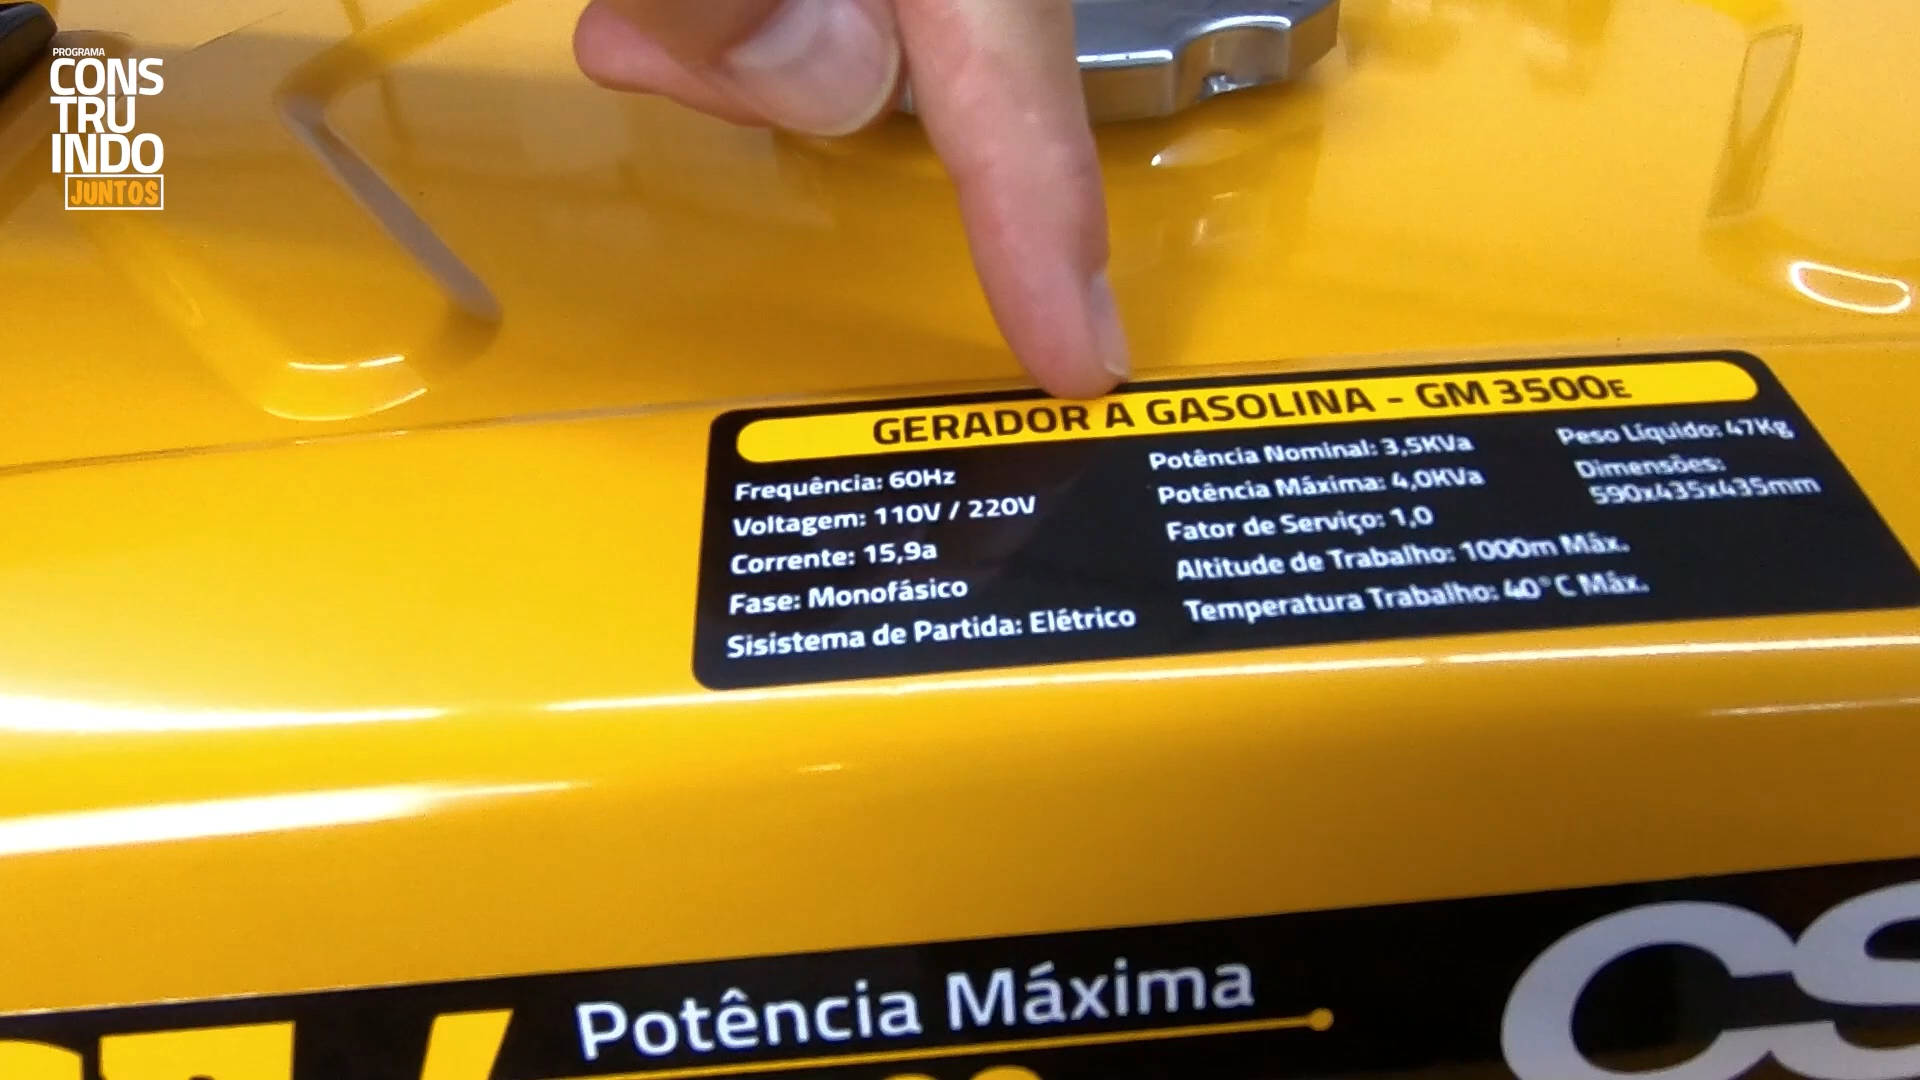 PROGRAMA
CONS
TRU
INDO
JUNTOS
GERADOR A GASOLINA - GM 3500E
Frequência: 60Hz
Voltagem: 110V / 220V
Corrente: 15,9a
Fase: Monofásico
Sisistema de Partida: Elétrico
Potência Nominal: 3,5KVa
Potência Máxima: 4,0KVa
Fator de Serviço: 1,0
Altitude de Trabalho: 1000m Máx.
Temperatura Trabalho: 40°C Máx.
Peso Líquido: 47Kg
Dimensões:
590x435x435mm
Potência Máxima
CS